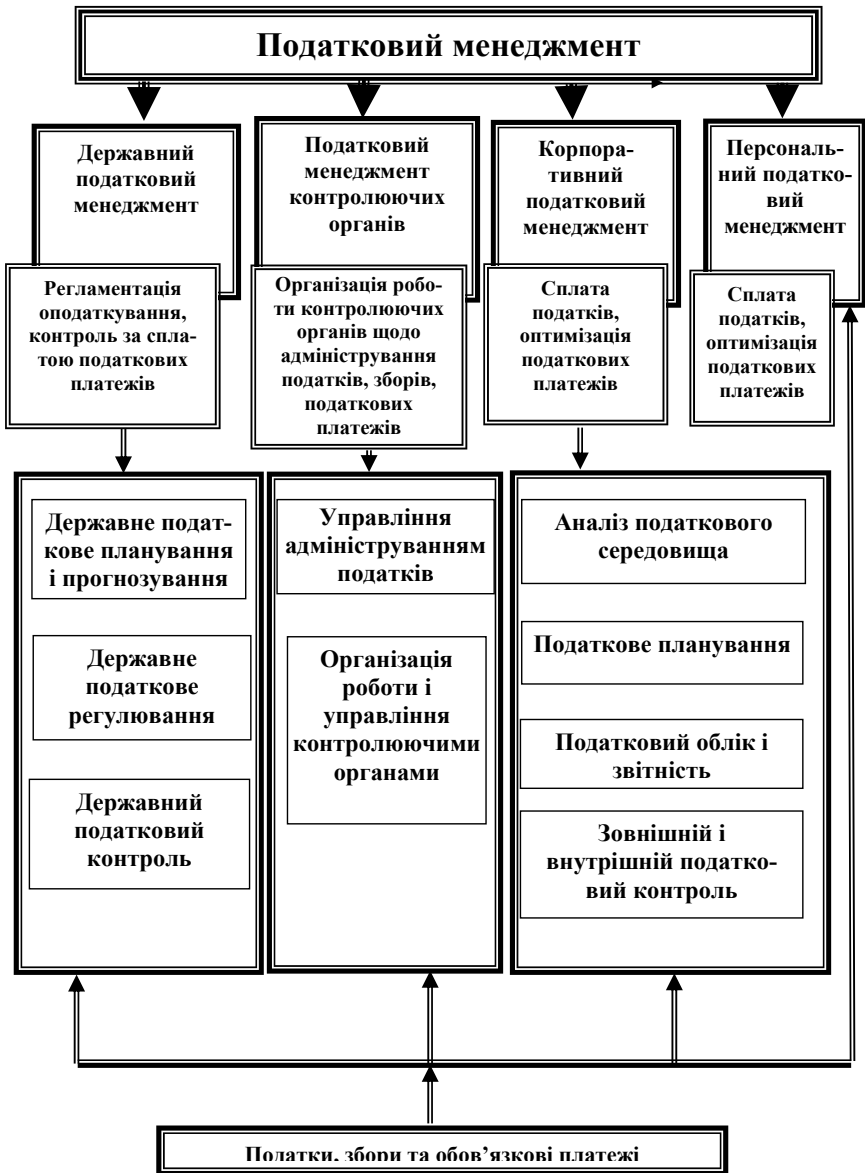 Податковий менеджмент
Державний
податковий
менеджмент
Податковий
менеджмент
контролюючих
органів
Корпора-
тивний
податковий
менеджмент
Персональ-
ний податко-
вий
менеджмент
Регламентація
оподаткування,
контроль за спла-
тою податкових
платежів
Організація робо-
ти контролюючих
органів щодо
адміністрування
податків, зборів,
податкових
платежів
Сплата
податків,
оптимізація
податкових
платежів
Сплата
податків,
оптимізація
податкових
платежів
Державне подат-
кове планування
і прогнозування
Державне
податкове
регулювання
Державний
податковий
контроль
Управління
адмініструванням
податків
Організація
роботи і
управління
контролюючими
органами
Аналіз податкового
середовища
Податкове планування
Податковий облік і
звітність
Зовнішній і
внутрішній податко-
вий контроль
Податки, збори та обов’язкові платежі